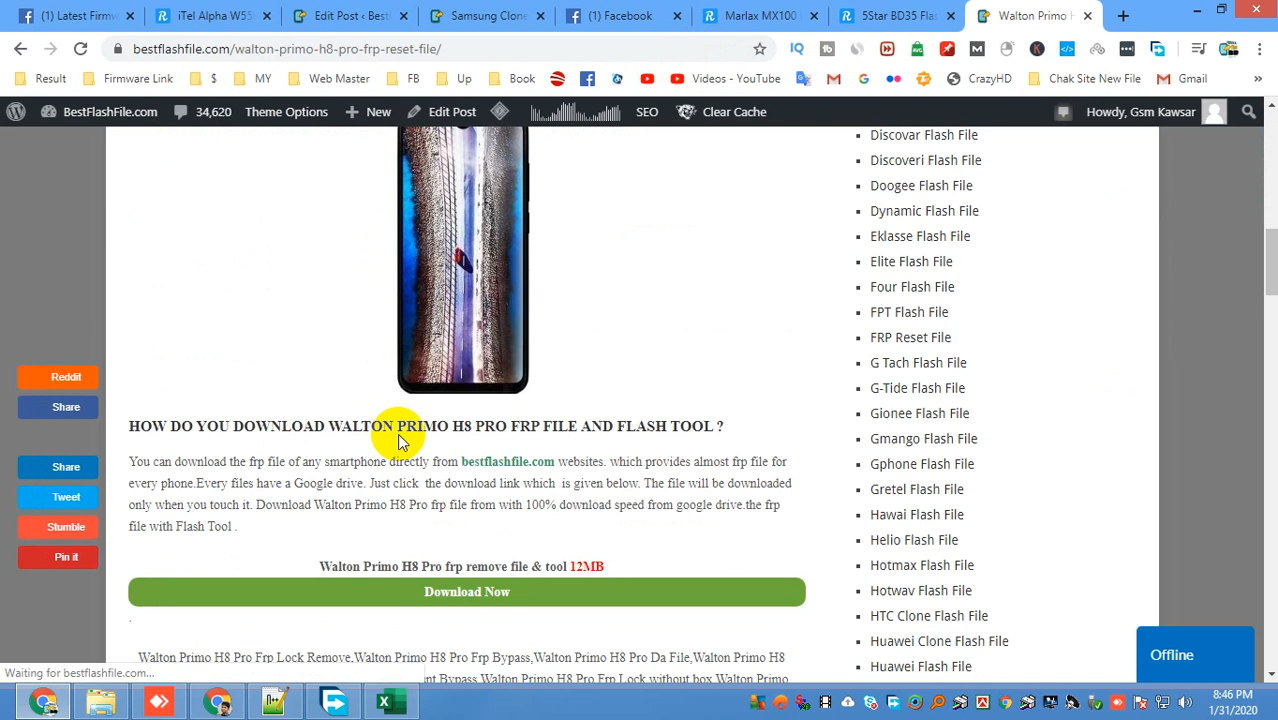 (1) Latest Firm
iTel Alpha W55
Edit Post ‹ Best
Samsung Clone
(1) Facebook
Marlax MX100
5Star BD35 Flas
Walton Primo H
bestflashfile.com/walton-primo-h8-pro-frp-reset-file/
Result
Firmware Link
$
MY
Web Master
FB
Up
Book
Videos - YouTube
CrazyHD
Chak Site New File
Gmail
»
BestFlashFile.com
34,620
Theme Options
New
Edit Post
SEO
Clear Cache
Howdy, Gsm Kawsar
Discovar Flash File
Discoveri Flash File
Doogee Flash File
Dynamic Flash File
Eklasse Flash File
Elite Flash File
Four Flash File
FPT Flash File
FRP Reset File
G Tach Flash File
G-Tide Flash File
Gionee Flash File
Gmango Flash File
Gphone Flash File
Gretel Flash File
Hawai Flash File
Helio Flash File
Hotmax Flash File
Hotwav Flash File
HTC Clone Flash File
Huawei Clone Flash File
Huawei Flash File
Reddit
Share
Share
Tweet
Stumble
Pin it
HOW DO YOU DOWNLOAD WALTON PRIMO H8 PRO FRP FILE AND FLASH TOOL ?
You can download the frp file of any smartphone directly from bestflashfile.com websites. which provides almost frp file for
every phone.Every files have a Google drive. Just click the download link which is given below. The file will be downloaded
only when you touch it. Download Walton Primo H8 Pro frp file from with 100% download speed from google drive.the frp
file with Flash Tool .
Walton Primo H8 Pro frp remove file & tool 12MB
Download Now
.
Walton Primo H8 Pro Frp Lock Remove,Walton Primo H8 Pro Frp Bypass,Walton Primo H8 Pro Da File,Walton Primo H8
Bypass,Walton Primo H8 Pro Frp Lock without box,Walton Primo
Offline
Waiting for bestflashfile.com...
8:46 PM
1/31/2020